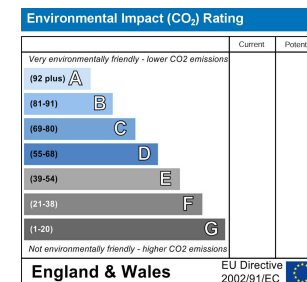 Environmental Impact (CO₂) Rating
Current Potent
Very environmentally friendly - lower CO2 emissions
(92 plus) A
(81-91) B
(69-80) C
(55-68) D
(39-54) E
(21-38) F
(1-20) G
Not environmentally friendly - higher CO2 emissions
England & Wales
EU Directive
2002/91/EC